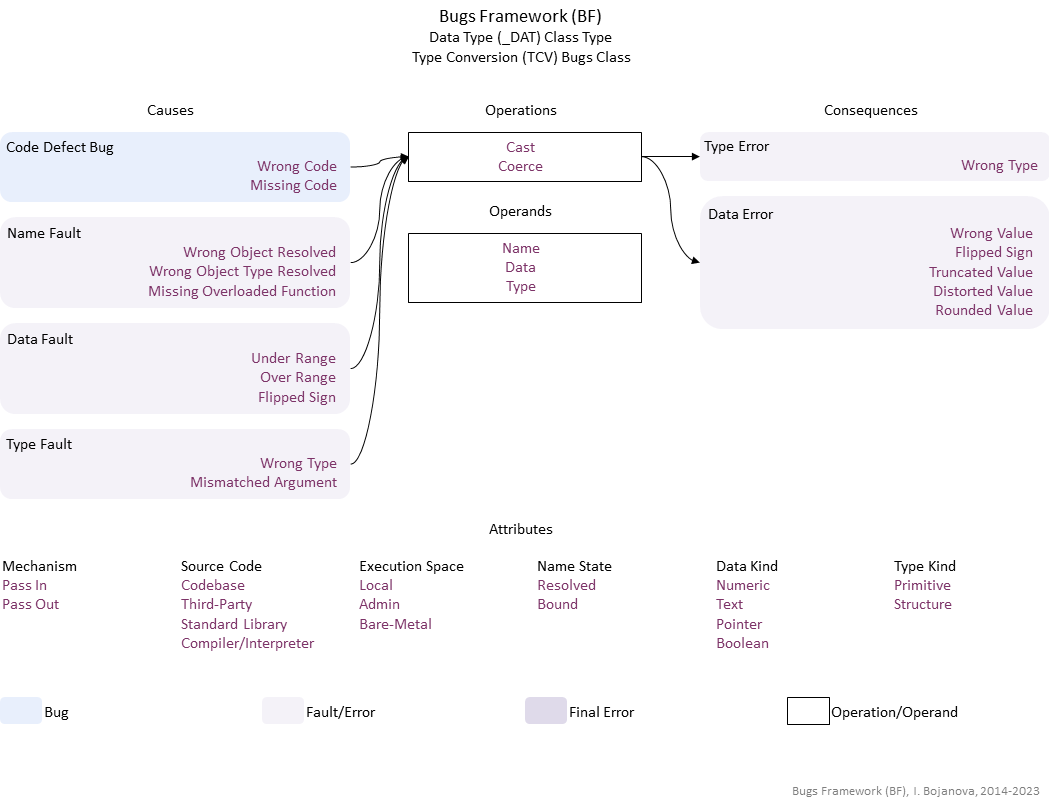 Bugs Framework (BF)
Data Type (_DAT) Class Type
Type Conversion (TCV) Bugs Class
Causes
Code Defect Bug
Wrong Code
Missing Code
Name Fault
Wrong Object Resolved
Wrong Object Type Resolved
Missing Overloaded Function
Data Fault
Under Range
Over Range
Flipped Sign
Type Fault
Wrong Type
Mismatched Argument
Operations
Cast
Coerce
Operands
Name
Data
Type
Consequences
Type Error
Wrong Type
Data Error
Wrong Value
Flipped Sign
Truncated Value
Distorted Value
Rounded Value
Attributes
Mechanism
Pass In
Pass Out
Source Code
Codebase
Third-Party
Standard Library
Compiler/Interpreter
Execution Space
Local
Admin
Bare-Metal
Name State
Resolved
Bound
Data Kind
Numeric
Text
Pointer
Boolean
Type Kind
Primitive
Structure
Bug
Fault/Error
Final Error
Operation/Operand
Bugs Framework (BF), I. Bojanova, 2014-2023